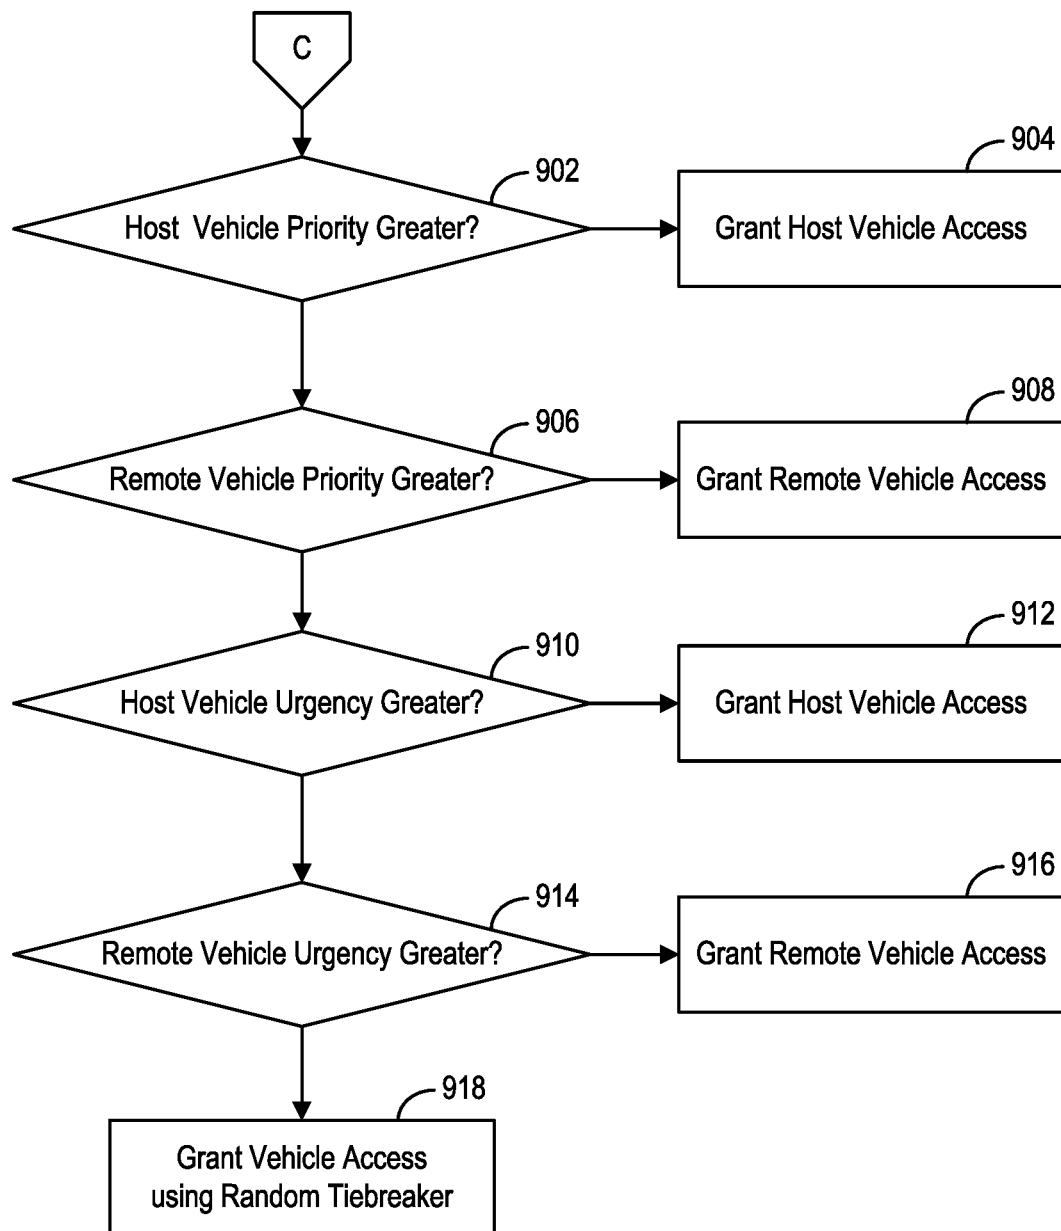 C
902
Host Vehicle Priority Greater?
904
Grant Host Vehicle Access
906
Remote Vehicle Priority Greater?
908
Grant Remote Vehicle Access
910
Host Vehicle Urgency Greater?
912
Grant Host Vehicle Access
914
Remote Vehicle Urgency Greater?
916
Grant Remote Vehicle Access
918
Grant Vehicle Access
using Random Tiebreaker